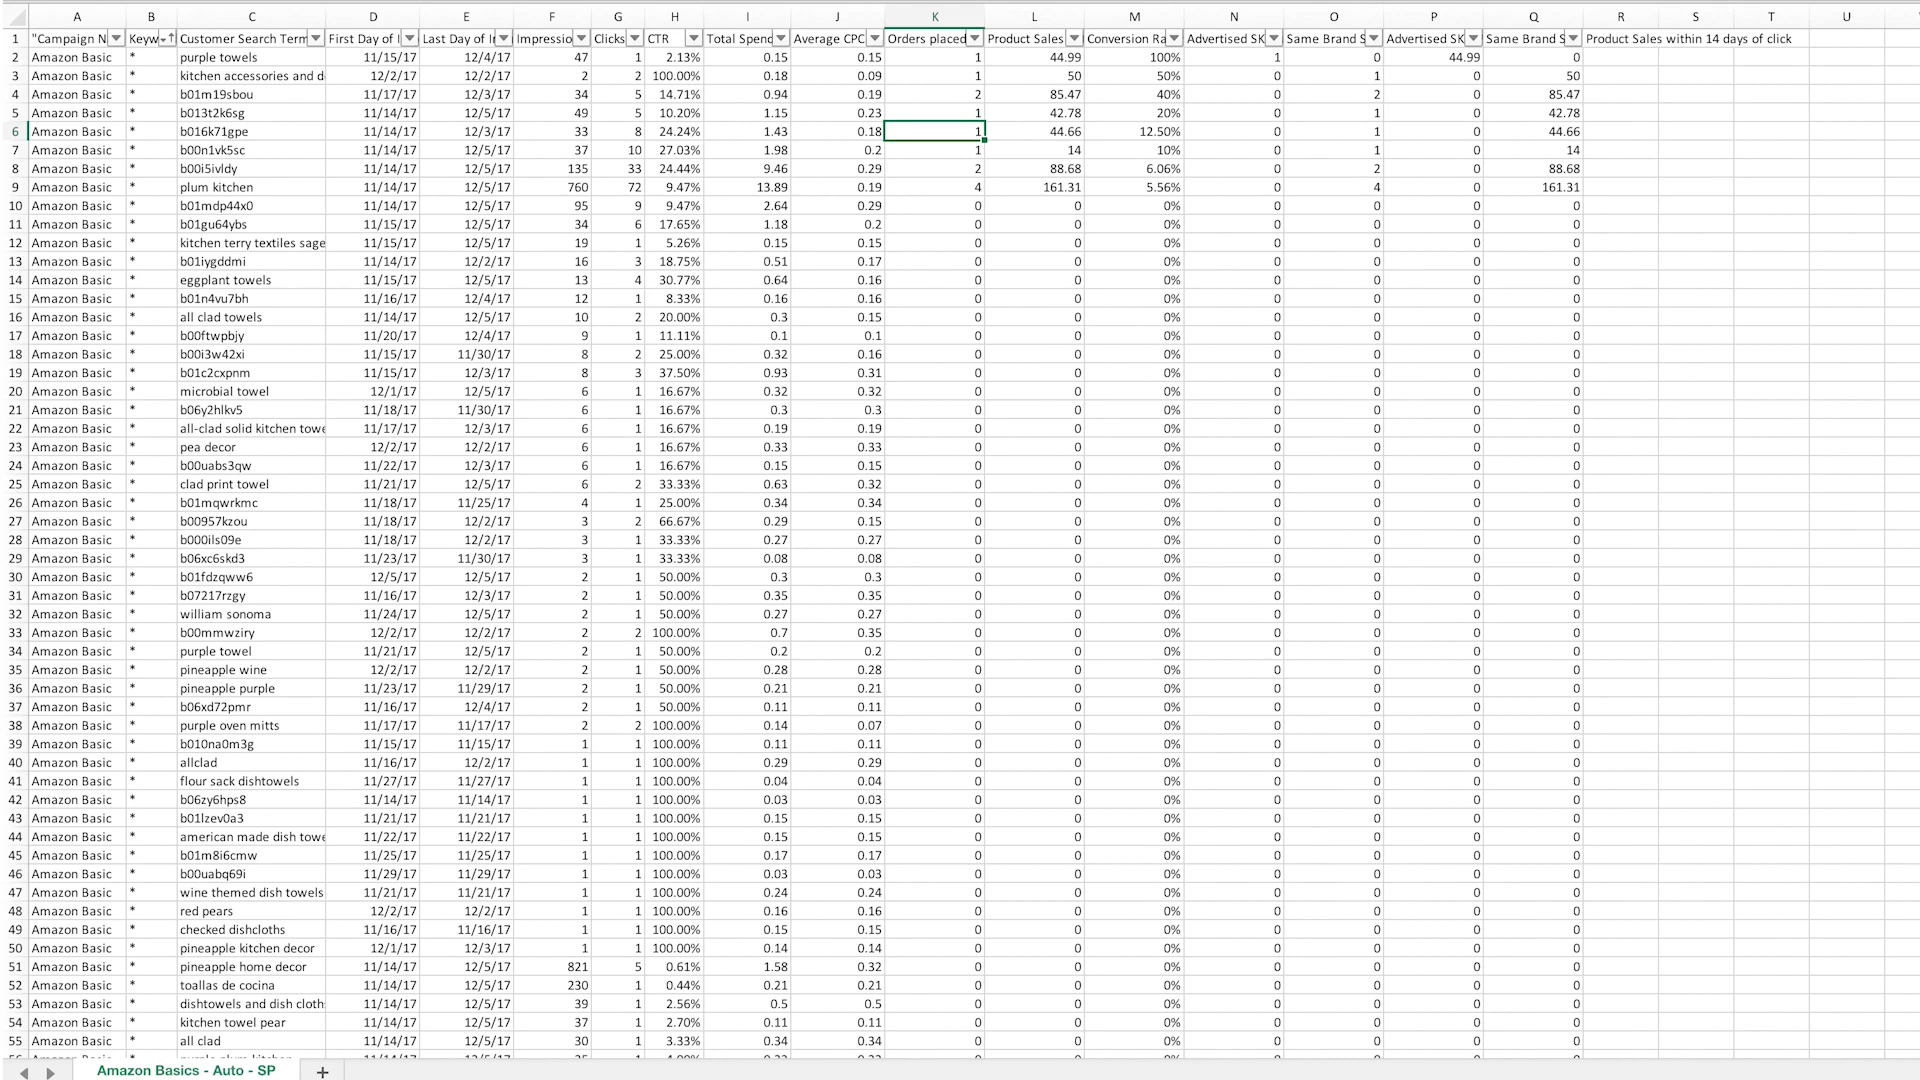 A B C D E F G H I J K L M N O P Q R S T U
1 "Campaign N Keyw Customer Search Term First Day of I Last Day of Ir Impressio Clicks CTR Total Spend Average CPC Orders placed Product Sales Conversion Ra Advertised SK Same Brand S Advertised SK Same Brand S Product Sales within 14 days of click
2 Amazon Basic * purple towels 11/15/17 12/4/17 47 1 2.13% 0.15 0.15 1 44.99 100% 1 0 44.99 0
3 Amazon Basic * kitchen accessories and d 12/2/17 12/2/17 2 2 100.00% 0.18 0.09 1 50 50% 0 1 0 50
4 Amazon Basic * b01m19sbou 11/17/17 12/3/17 34 5 14.71% 0.94 0.19 2 85.47 40% 0 2 0 85.47
5 Amazon Basic * b013t2k6sg 11/14/17 12/5/17 49 5 10.20% 1.15 0.23 1 42.78 20% 0 1 0 42.78
6 Amazon Basic * b016k71gpe 11/14/17 12/3/17 33 8 24.24% 1.43 0.18 1 44.66 12.50% 0 1 0 44.66
7 Amazon Basic * b00n1vk5sc 11/14/17 12/5/17 37 10 27.03% 1.98 0.2 1 14 10% 0 1 0 14
8 Amazon Basic * b00i5ivldy 11/14/17 12/5/17 135 33 24.44% 9.46 0.29 2 88.68 6.06% 0 2 0 88.68
9 Amazon Basic * plum kitchen 11/14/17 12/5/17 760 72 9.47% 13.89 0.19 4 161.31 5.56% 0 4 0 161.31
10 Amazon Basic * b01mdp44x0 11/14/17 12/5/17 95 9 9.47% 2.64 0.29 0 0 0% 0 0 0 0
11 Amazon Basic * b01gu64ybs 11/15/17 12/5/17 34 6 17.65% 1.18 0.2 0 0 0% 0 0 0 0
12 Amazon Basic * kitchen terry textiles sage 11/15/17 12/5/17 19 1 5.26% 0.15 0.15 0 0 0% 0 0 0 0
13 Amazon Basic * b01iygddmi 11/14/17 12/2/17 16 3 18.75% 0.51 0.17 0 0 0% 0 0 0 0
14 Amazon Basic * eggplant towels 11/15/17 12/5/17 13 4 30.77% 0.64 0.16 0 0 0% 0 0 0 0
15 Amazon Basic * b01n4vu7bh 11/16/17 12/4/17 12 1 8.33% 0.16 0.16 0 0 0% 0 0 0 0
16 Amazon Basic * all clad towels 11/14/17 12/5/17 10 2 20.00% 0.3 0.15 0 0 0% 0 0 0 0
17 Amazon Basic * b00ftwpbjy 11/20/17 12/4/17 9 1 11.11% 0.1 0.1 0 0 0% 0 0 0 0
18 Amazon Basic * b00i3w42xi 11/15/17 11/30/17 8 2 25.00% 0.32 0.16 0 0 0% 0 0 0 0
19 Amazon Basic * b01c2cxpnm 11/15/17 12/3/17 8 3 37.50% 0.93 0.31 0 0 0% 0 0 0 0
20 Amazon Basic * microbial towel 12/1/17 12/5/17 6 1 16.67% 0.32 0.32 0 0 0% 0 0 0 0
21 Amazon Basic * b06y2hlkv5 11/18/17 11/30/17 6 1 16.67% 0.3 0.3 0 0 0% 0 0 0 0
22 Amazon Basic * all-clad solid kitchen towe 11/17/17 12/3/17 6 1 16.67% 0.19 0.19 0 0 0% 0 0 0 0
23 Amazon Basic * pea decor 12/2/17 12/2/17 6 1 16.67% 0.33 0.33 0 0 0% 0 0 0 0
24 Amazon Basic * b00uabs3qw 11/22/17 12/3/17 6 1 16.67% 0.15 0.15 0 0 0% 0 0 0 0
25 Amazon Basic * clad print towel 11/21/17 12/5/17 6 2 33.33% 0.63 0.32 0 0 0% 0 0 0 0
26 Amazon Basic * b01mqwrkmc 11/18/17 11/25/17 4 1 25.00% 0.34 0.34 0 0 0% 0 0 0 0
27 Amazon Basic * b00957kzou 11/18/17 12/2/17 3 2 66.67% 0.29 0.15 0 0 0% 0 0 0 0
28 Amazon Basic * b000ils09e 11/18/17 12/2/17 3 1 33.33% 0.27 0.27 0 0 0% 0 0 0 0
29 Amazon Basic * b06xc6skd3 11/23/17 11/30/17 3 1 33.33% 0.08 0.08 0 0 0% 0 0 0 0
30 Amazon Basic * b01fdzqww6 12/5/17 12/5/17 2 1 50.00% 0.3 0.3 0 0 0% 0 0 0 0
31 Amazon Basic * b07217rzgy 11/16/17 12/3/17 2 1 50.00% 0.35 0.35 0 0 0% 0 0 0 0
32 Amazon Basic * william sonoma 11/24/17 12/5/17 2 1 50.00% 0.27 0.27 0 0 0% 0 0 0 0
33 Amazon Basic * b00mmwziry 12/2/17 12/2/17 2 2 100.00% 0.7 0.35 0 0 0% 0 0 0 0
34 Amazon Basic * purple towel 11/21/17 12/5/17 2 1 50.00% 0.2 0.2 0 0 0% 0 0 0 0
35 Amazon Basic * pineapple wine 12/2/17 12/2/17 2 1 50.00% 0.28 0.28 0 0 0% 0 0 0 0
36 Amazon Basic * pineapple purple 11/23/17 11/29/17 2 1 50.00% 0.21 0.21 0 0 0% 0 0 0 0
37 Amazon Basic * b06xd72pmr 11/16/17 12/4/17 2 1 50.00% 0.11 0.11 0 0 0% 0 0 0 0
38 Amazon Basic * purple oven mitts 11/17/17 11/17/17 2 2 100.00% 0.14 0.07 0 0 0% 0 0 0 0
39 Amazon Basic * b010na0m3g 11/15/17 11/15/17 1 1 100.00% 0.11 0.11 0 0 0% 0 0 0 0
40 Amazon Basic * allclad 11/16/17 12/2/17 1 1 100.00% 0.29 0.29 0 0 0% 0 0 0 0
41 Amazon Basic * flour sack dishtowels 11/27/17 11/27/17 1 1 100.00% 0.04 0.04 0 0 0% 0 0 0 0
42 Amazon Basic * b06zy6hps8 11/14/17 11/14/17 1 1 100.00% 0.03 0.03 0 0 0% 0 0 0 0
43 Amazon Basic * b01lzev0a3 11/21/17 11/21/17 1 1 100.00% 0.15 0.15 0 0 0% 0 0 0 0
44 Amazon Basic * american made dish towe 11/22/17 11/22/17 1 1 100.00% 0.15 0.15 0 0 0% 0 0 0 0
45 Amazon Basic * b01m8i6cmw 11/25/17 11/25/17 1 1 100.00% 0.17 0.17 0 0 0% 0 0 0 0
46 Amazon Basic * b00uabq69i 11/29/17 11/29/17 1 1 100.00% 0.03 0.03 0 0 0% 0 0 0 0
47 Amazon Basic * wine themed dish towels 11/21/17 11/21/17 1 1 100.00% 0.24 0.24 0 0 0% 0 0 0 0
48 Amazon Basic * red pears 12/2/17 12/2/17 1 1 100.00% 0.16 0.16 0 0 0% 0 0 0 0
49 Amazon Basic * checked dishcloths 11/16/17 11/16/17 1 1 100.00% 0.15 0.15 0 0 0% 0 0 0 0
50 Amazon Basic * pineapple kitchen decor 12/1/17 12/3/17 1 1 100.00% 0.14 0.14 0 0 0% 0 0 0 0
51 Amazon Basic * pineapple home decor 11/14/17 12/5/17 821 5 0.61% 1.58 0.32 0 0 0% 0 0 0 0
52 Amazon Basic * toallas de cocina 11/14/17 12/5/17 230 1 0.44% 0.21 0.21 0 0 0% 0 0 0 0
53 Amazon Basic * dishtowels and dish cloth 11/14/17 12/5/17 39 1 2.56% 0.5 0.5 0 0 0% 0 0 0 0
54 Amazon Basic * kitchen towel pear 11/14/17 12/5/17 37 1 2.70% 0.11 0.11 0 0 0% 0 0 0 0
55 Amazon Basic * all clad 11/14/17 12/5/17 30 1 3.33% 0.34 0.34 0 0 0% 0 0 0 0
Amazon Basics - Auto - SP +